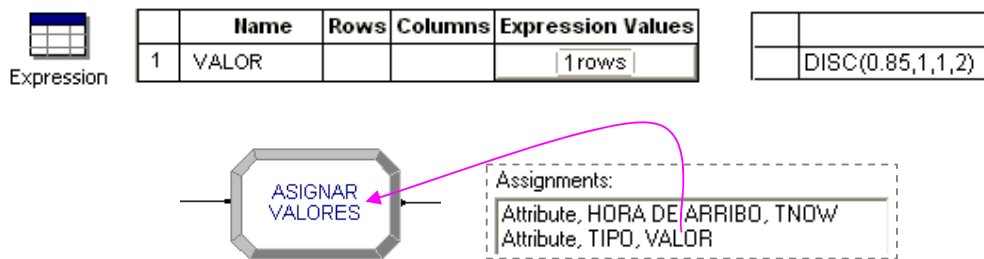 Name Rows Columns Expression Values
1 VALOR 1 rows
DISC(0.85,1,1,2)
Expression
ASIGNAR
VALORES
Assignments:
Attribute, HORA DE ARRIBO, TNOW
Attribute, TIPO, VALOR